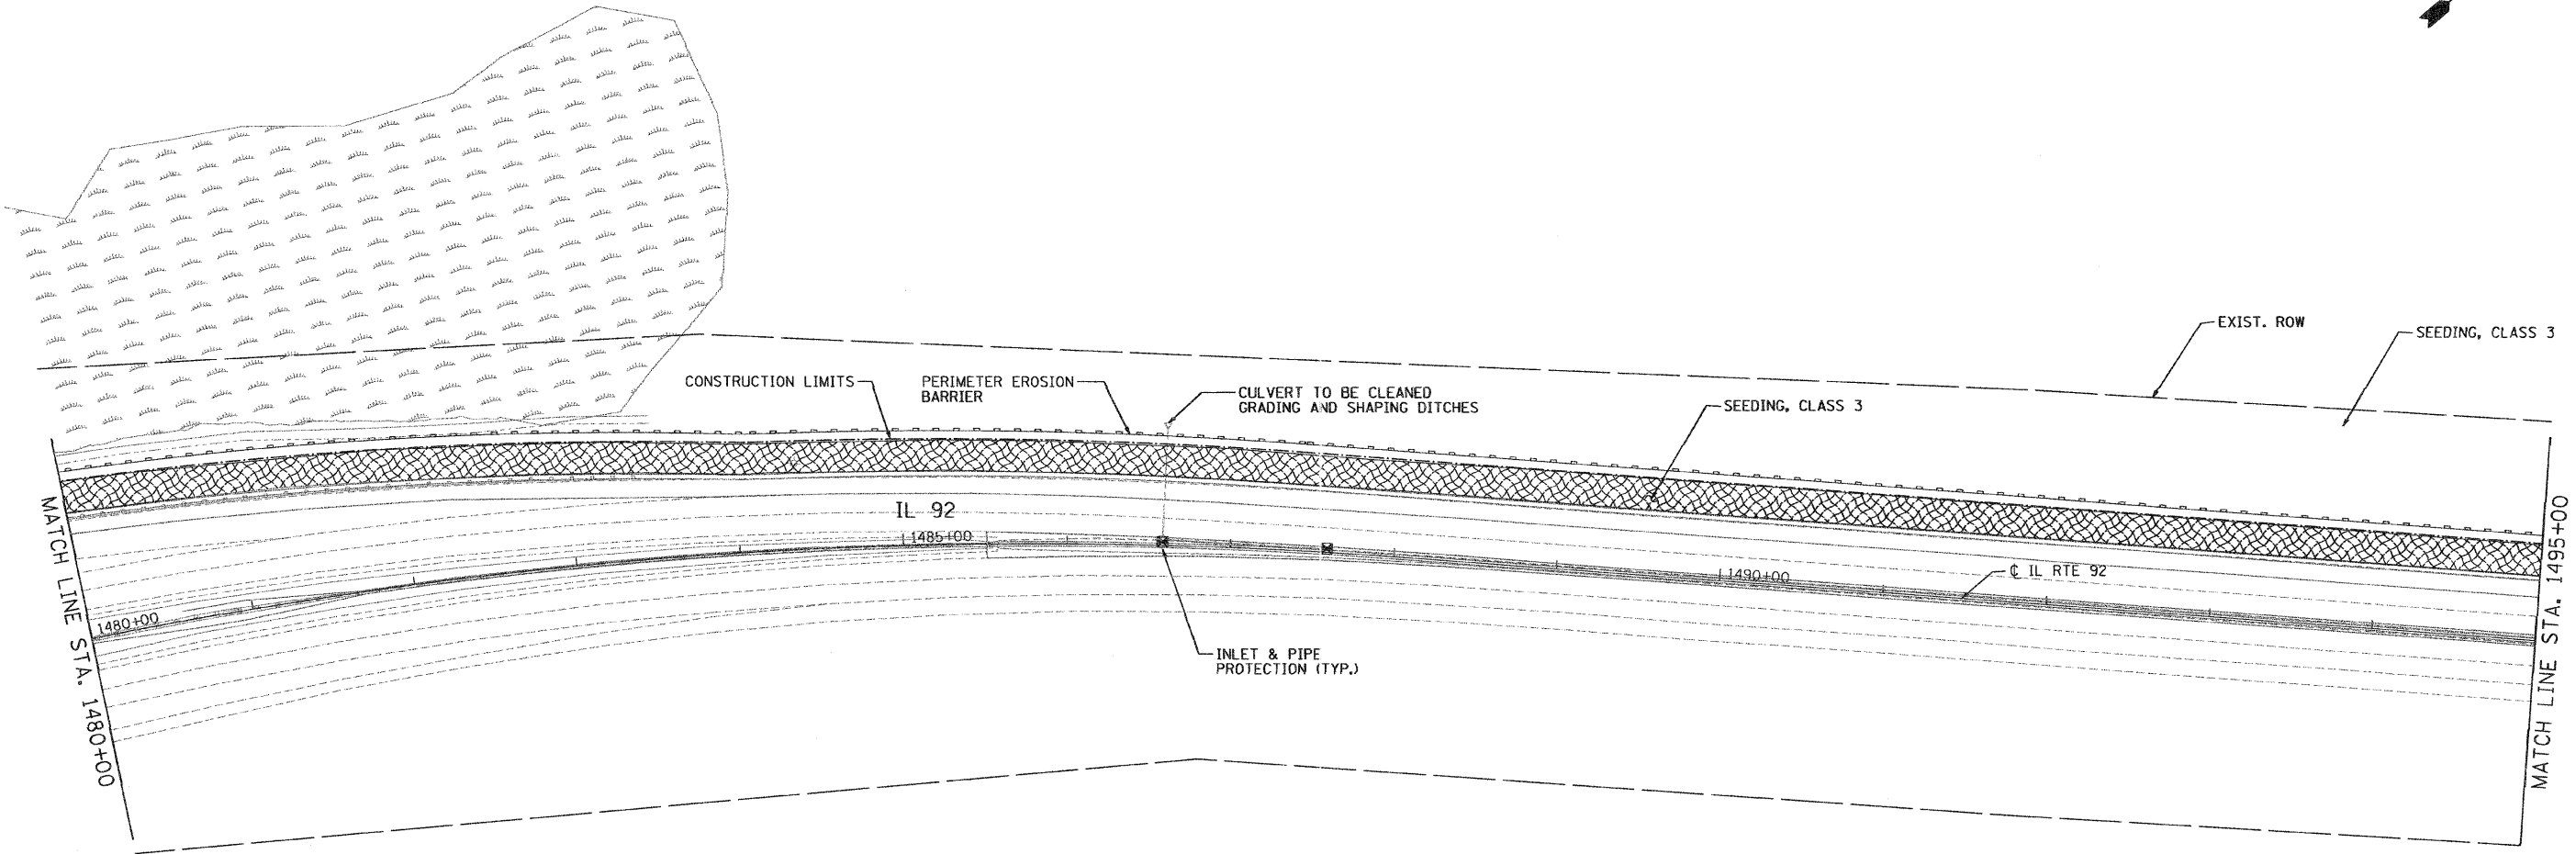 EXIST. ROW
SEEDING, CLASS 3
CONSTRUCTION LIMITS
PERIMETER EROSION
BARRIER
CULVERT TO BE CLEANED
GRADING AND SHAPING DITCHES
SEEDING, CLASS 3
IL 92
1485+00
1490+00
℄ IL RTE 92
1480+00
INLET & PIPE
PROTECTION (TYP.)
MATCH LINE STA. 1480+00
MATCH LINE STA. 1495+00